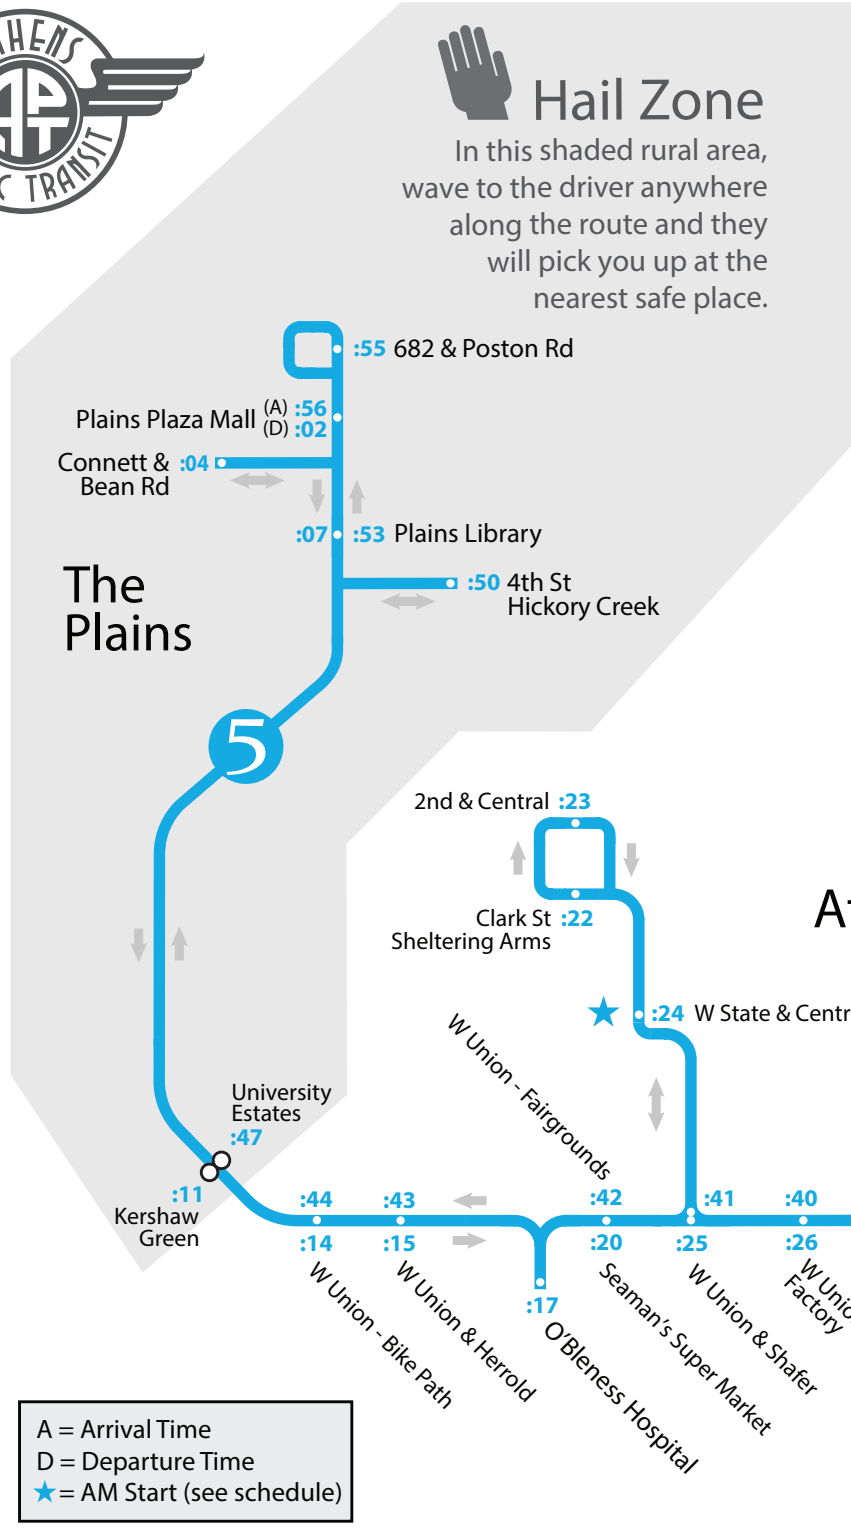 TRANSIT
Hail Zone
In this shaded rural area,
wave to the driver anywhere
along the route and they
will pick you up at the
nearest safe place.
:55 682 & Poston Rd
Plains Plaza Mall (A) :56
(D) :02
Connett & :04
Bean Rd
:07 :53 Plains Library
The
Plains
:50 4th St
Hickory Creek
5
2nd & Central :23
Clark St :22
Sheltering Arms
:24 W State & Centr
W Union - Fairgrounds
University
Estates
:47
:11
Kershaw
Green
:44 :43 :42 :41 :40
:14 :15 :20 :25 :26
:17
W Union - Bike Path
W Union & Herrold
O'Bleness Hospital
Seaman's Super Market
W Union & Shafer
W Unio
Factory
A = Arrival Time
D = Departure Time
★ = AM Start (see schedule)